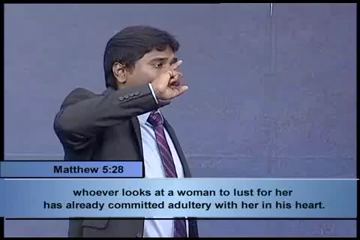 Matthew 5:28
whoever looks at a woman to lust for her
has already committed adultery with her in his heart.